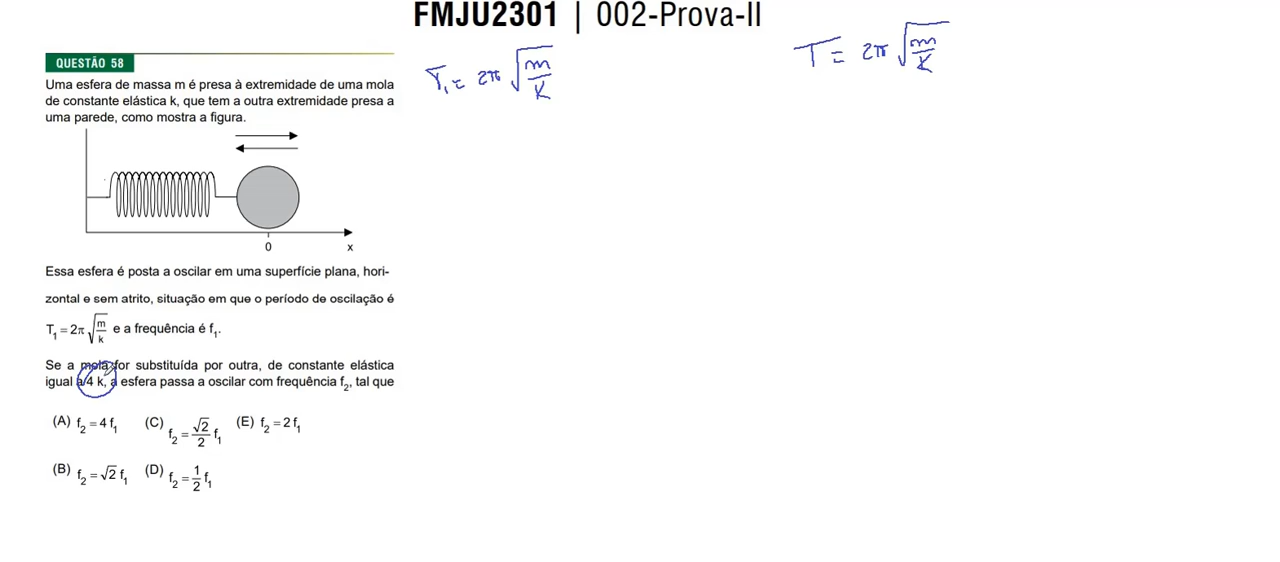 FMJU2301 | 002-Prova-II
QUESTÃO 58
Uma esfera de massa m é presa à extremidade de uma mola
de constante elástica k, que tem a outra extremidade presa a
uma parede, como mostra a figura.
0
x
Essa esfera é posta a oscilar em uma superfície plana, hori-
zontal e sem atrito, situação em que o período de oscilação é
T₁ = 2π √(m/k) e a frequência é f₁.
Se a mola for substituída por outra, de constante elástica
igual a 4 k, a esfera passa a oscilar com frequência f₂, tal que
(A) f₂ = 4 f₁ (C) f₂ = √2/2 f₁ (E) f₂ = 2 f₁
(B) f₂ = √2 f₁ (D) f₂ = 1/2 f₁
T₁ = 2π √(m/K)
T = 2π √(m/K)